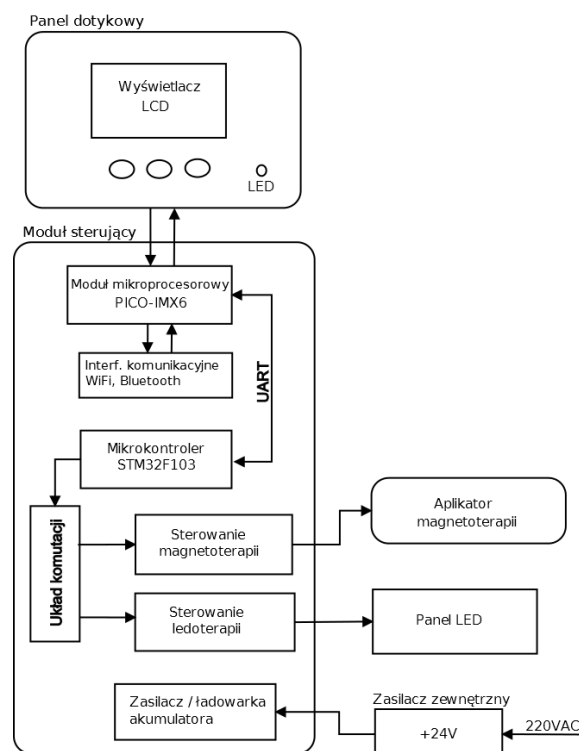 Panel dotykowy
Wyświetlacz
LCD
LED
Moduł sterujący
Moduł mikroprocesorowy
PICO-IMX6
Interf. komunikacyjne
WiFi, Bluetooth
UART
Mikrokontroler
STM32F103
Układ komutacji
Sterowanie
magnetoterapii
Aplikator
magnetoterapii
Sterowanie
ledoterapii
Panel LED
Zasilacz / ładowarka
akumulatora
Zasilacz zewnętrzny
+24V
220VAC